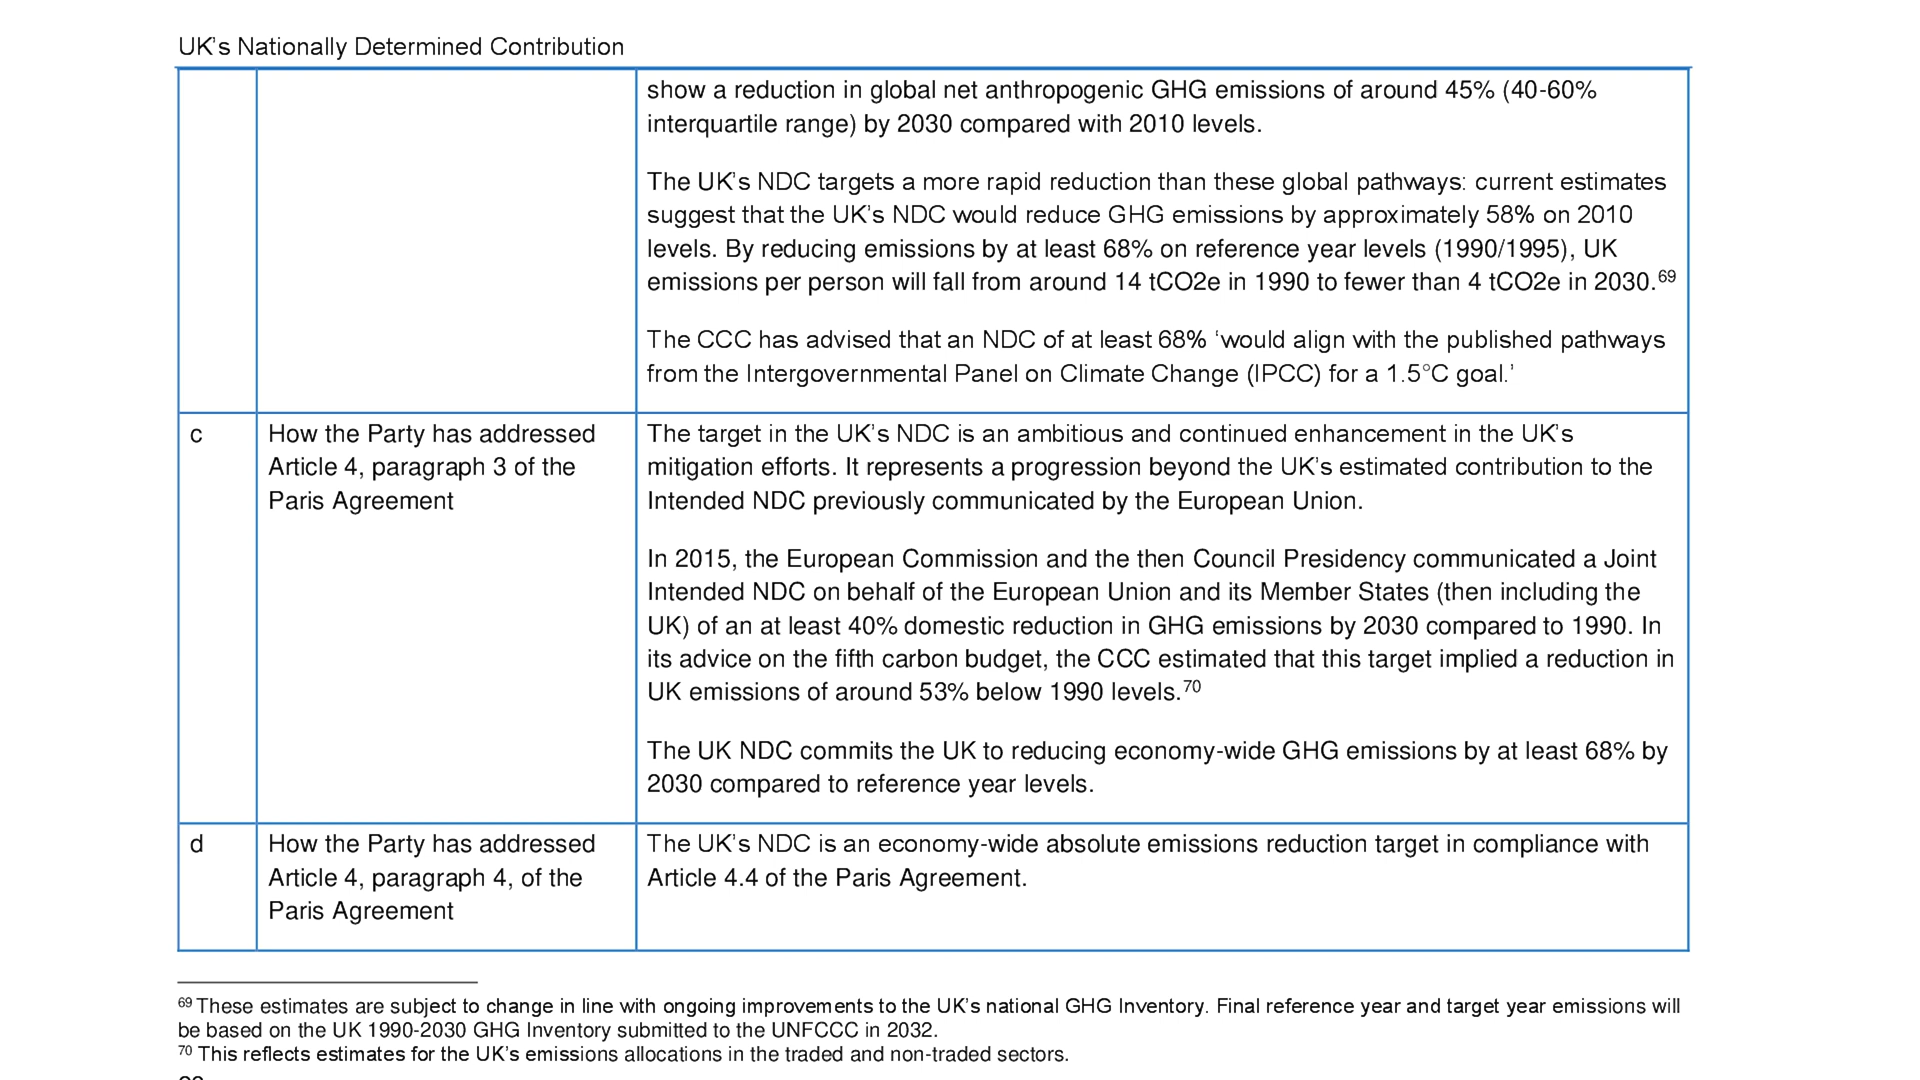 UK's Nationally Determined Contribution
show a reduction in global net anthropogenic GHG emissions of around 45% (40-60%
interquartile range) by 2030 compared with 2010 levels.
The UK's NDC targets a more rapid reduction than these global pathways: current estimates
suggest that the UK's NDC would reduce GHG emissions by approximately 58% on 2010
levels. By reducing emissions by at least 68% on reference year levels (1990/1995), UK
emissions per person will fall from around 14 tCO2e in 1990 to fewer than 4 tCO2e in 2030.69
The CCC has advised that an NDC of at least 68% 'would align with the published pathways
from the Intergovernmental Panel on Climate Change (IPCC) for a 1.5°C goal.'
c
How the Party has addressed
Article 4, paragraph 3 of the
Paris Agreement
The target in the UK's NDC is an ambitious and continued enhancement in the UK's
mitigation efforts. It represents a progression beyond the UK's estimated contribution to the
Intended NDC previously communicated by the European Union.
In 2015, the European Commission and the then Council Presidency communicated a Joint
Intended NDC on behalf of the European Union and its Member States (then including the
UK) of an at least 40% domestic reduction in GHG emissions by 2030 compared to 1990. In
its advice on the fifth carbon budget, the CCC estimated that this target implied a reduction in
UK emissions of around 53% below 1990 levels.70
The UK NDC commits the UK to reducing economy-wide GHG emissions by at least 68% by
2030 compared to reference year levels.
d
How the Party has addressed
Article 4, paragraph 4, of the
Paris Agreement
The UK's NDC is an economy-wide absolute emissions reduction target in compliance with
Article 4.4 of the Paris Agreement.
69 These estimates are subject to change in line with ongoing improvements to the UK's national GHG Inventory. Final reference year and target year emissions will
be based on the UK 1990-2030 GHG Inventory submitted to the UNFCCC in 2032.
70 This reflects estimates for the UK's emissions allocations in the traded and non-traded sectors.